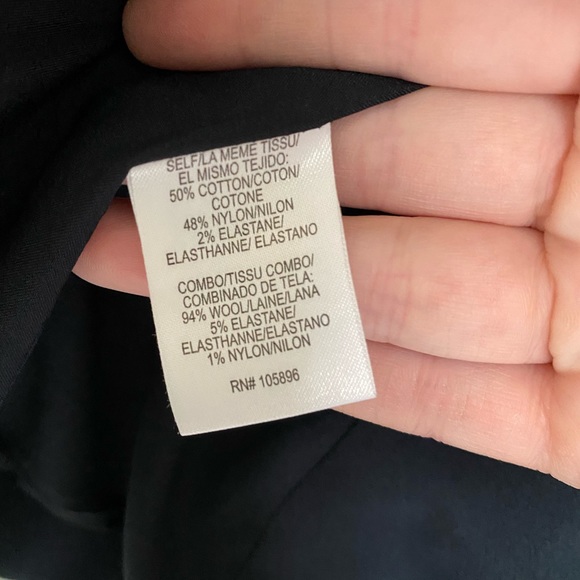 SELF/LA MEME TISSU/
EL MISMO TEJIDO:
50% COTTON/COTON/
COTONE
48% NYLON/NILON
2% ELASTANE/
ELASTHANNE/ ELASTANO
COMBO/TISSU COMBO/
COMBINADO DE TELA:
94% WOOL/LAINE/LANA
5% ELASTANE/
ELASTHANNE/ELASTANO
1% NYLON/NILON
RN# 105896